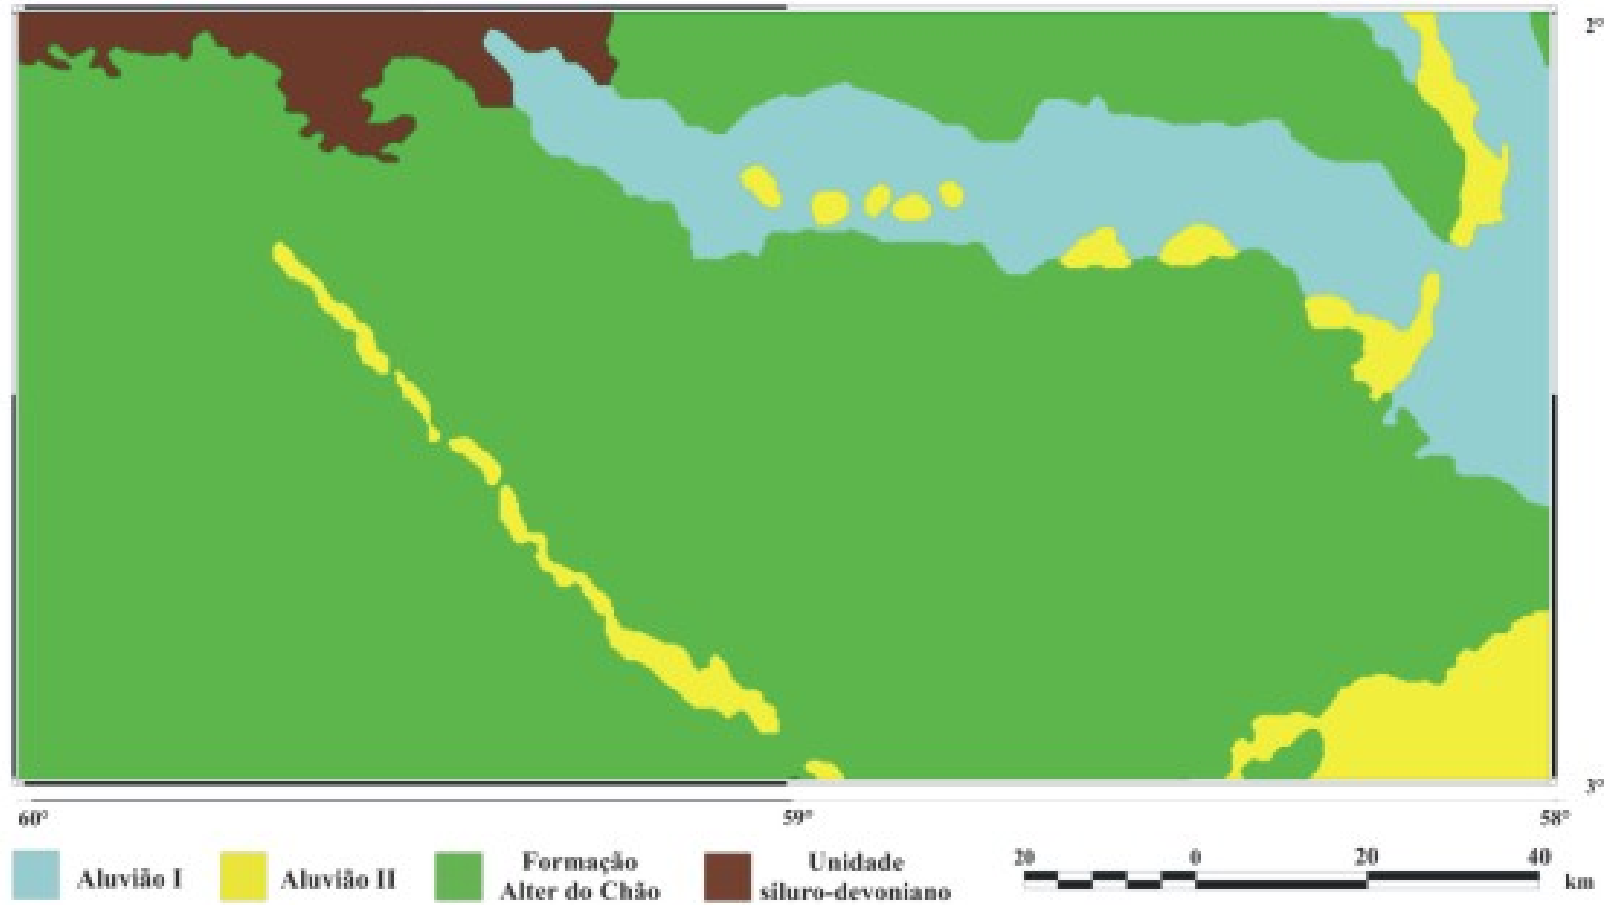 2°
3°
60°
59°
58°
Aluvião I
Aluvião II
Formação
Alter do Chão
Unidade
siluro-devoniano
20 0 20 40
km